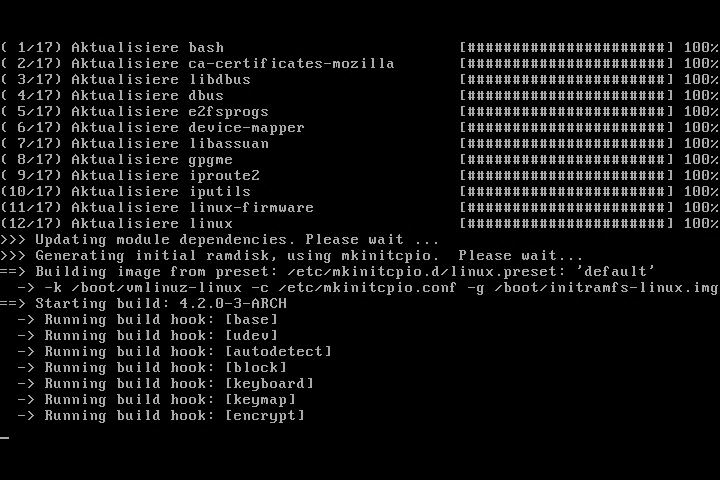 ( 1/17) Aktualisiere bash [######################] 100%
( 2/17) Aktualisiere ca-certificates-mozilla [######################] 100%
( 3/17) Aktualisiere libdbus [######################] 100%
( 4/17) Aktualisiere dbus [######################] 100%
( 5/17) Aktualisiere e2fsprogs [######################] 100%
( 6/17) Aktualisiere device-mapper [######################] 100%
( 7/17) Aktualisiere libassuan [######################] 100%
( 8/17) Aktualisiere gpgme [######################] 100%
( 9/17) Aktualisiere iproute2 [######################] 100%
(10/17) Aktualisiere iputils [######################] 100%
(11/17) Aktualisiere linux-firmware [######################] 100%
(12/17) Aktualisiere linux [######################] 100%
>>> Updating module dependencies. Please wait ...
>>> Generating initial ramdisk, using mkinitcpio.  Please wait...
==> Building image from preset: /etc/mkinitcpio.d/linux.preset: 'default'
  -> -k /boot/vmlinuz-linux -c /etc/mkinitcpio.conf -g /boot/initramfs-linux.img
==> Starting build: 4.2.0-3-ARCH
  -> Running build hook: [base]
  -> Running build hook: [udev]
  -> Running build hook: [autodetect]
  -> Running build hook: [block]
  -> Running build hook: [keyboard]
  -> Running build hook: [keymap]
  -> Running build hook: [encrypt]